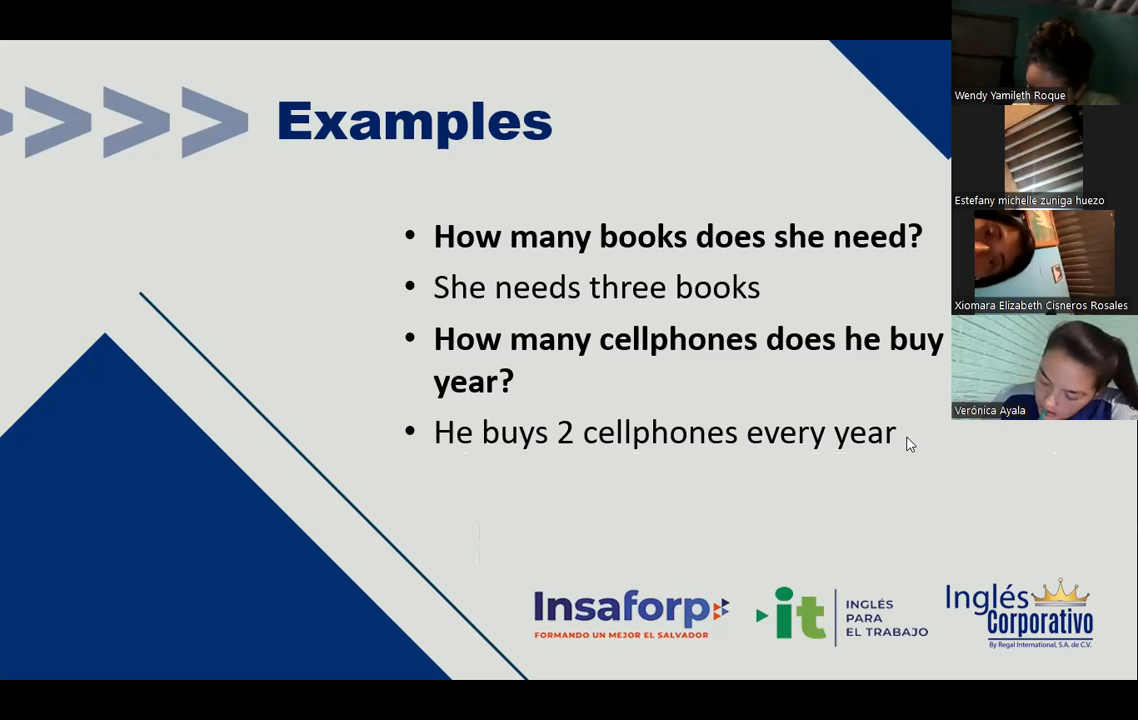 Examples
• How many books does she need?
• She needs three books
• How many cellphones does he buy
year?
• He buys 2 cellphones every year
Wendy Yamileth Roque
Estefany michelle zuniga huezo
Xiomara Elizabeth Cisneros Rosales
Verónica Ayala
Insaforp
FORMANDO UN MEJOR EL SALVADOR
it
INGLÉS
PARA
EL TRABAJO
Inglés
Corporativo
By Regal International, S.A. de C.V.